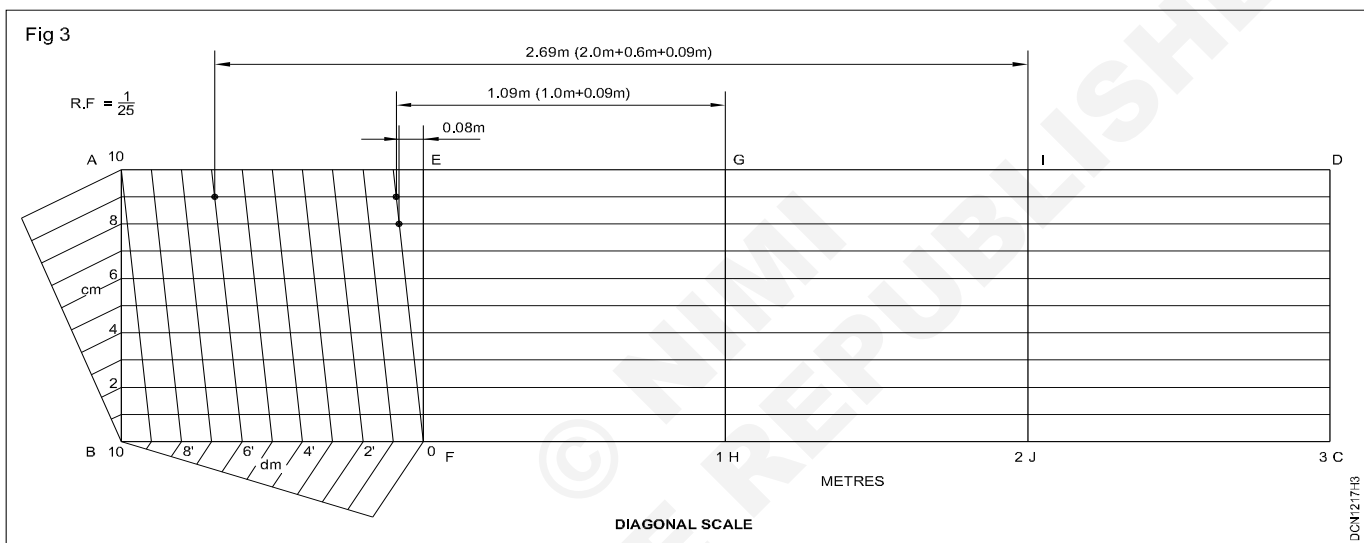 Fig 3
2.69m (2.0m+0.6m+0.09m)
R.F = 1/25
1.09m (1.0m+0.09m)
0.08m
A 10 E G I D
8
6
cm
4
2
B 10 8' 6' dm 4' 2' 0 F 1 H 2 J 3 C
METRES
DIAGONAL SCALE
DCN1217H3
© NIMI
BE REPUBLISHED